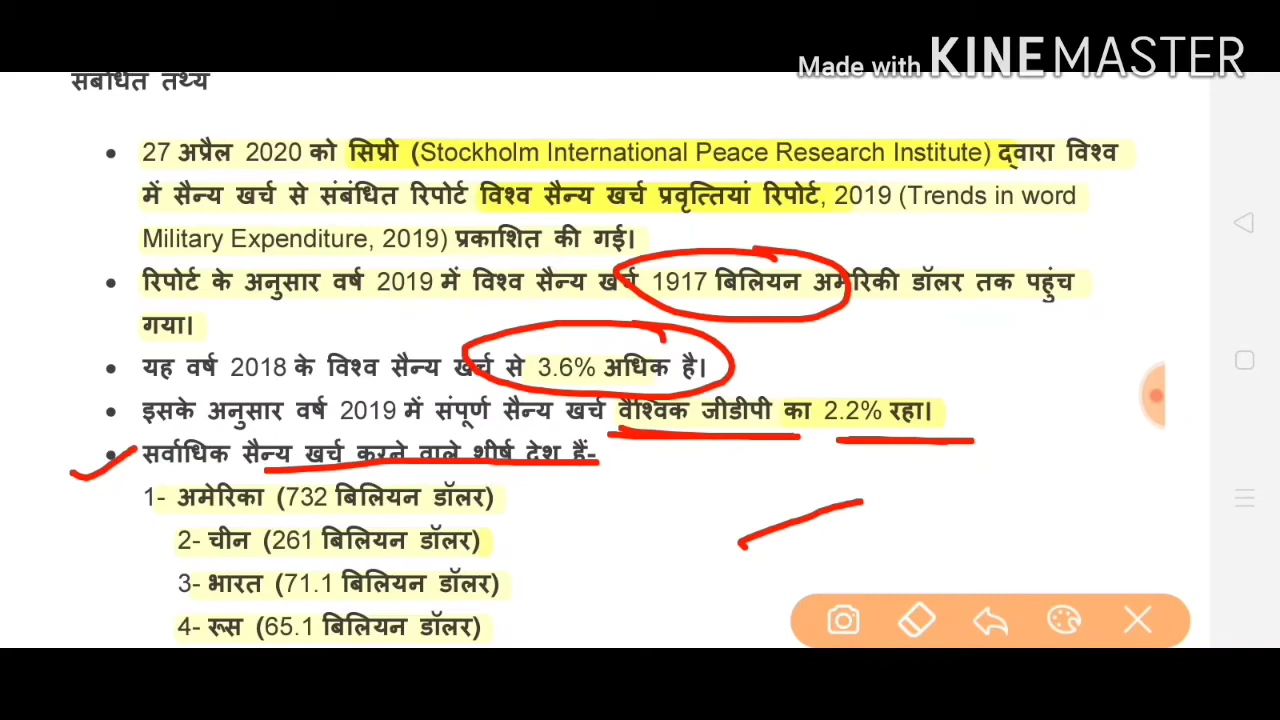 Made with KINEMASTER
संबंधित तथ्य
27 अप्रैल 2020 को सिप्री (Stockholm International Peace Research Institute) द्वारा विश्व
में सैन्य खर्च से संबंधित रिपोर्ट विश्व सैन्य खर्च प्रवृत्तियां रिपोर्ट, 2019 (Trends in word
Military Expenditure, 2019) प्रकाशित की गई।
रिपोर्ट के अनुसार वर्ष 2019 में विश्व सैन्य खर्च 1917 बिलियन अमेरिकी डॉलर तक पहुंच
गया।
यह वर्ष 2018 के विश्व सैन्य खर्च से 3.6% अधिक है।
इसके अनुसार वर्ष 2019 में संपूर्ण सैन्य खर्च वैश्विक जीडीपी का 2.2% रहा।
सर्वाधिक सैन्य खर्च करने वाले शीर्ष देश हैं-
1- अमेरिका (732 बिलियन डॉलर)
2- चीन (261 बिलियन डॉलर)
3- भारत (71.1 बिलियन डॉलर)
4- रूस (65.1 बिलियन डॉलर)